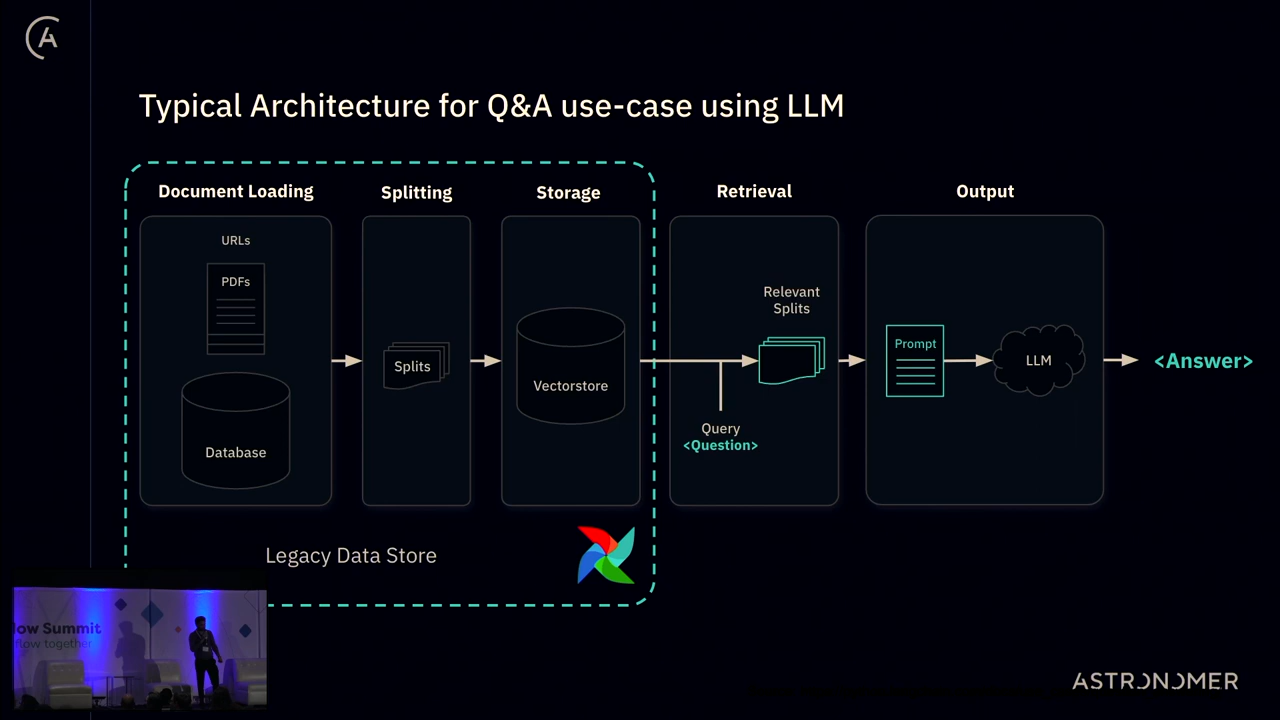 Typical Architecture for Q&A use-case using LLM
Document Loading
Splitting
Storage
Retrieval
Output
URLs
PDFs
Database
Splits
Vectorstore
Relevant
Splits
Query
<Question>
Prompt
LLM
<Answer>
Legacy Data Store
low Summit
flow together
ASTRONOMER